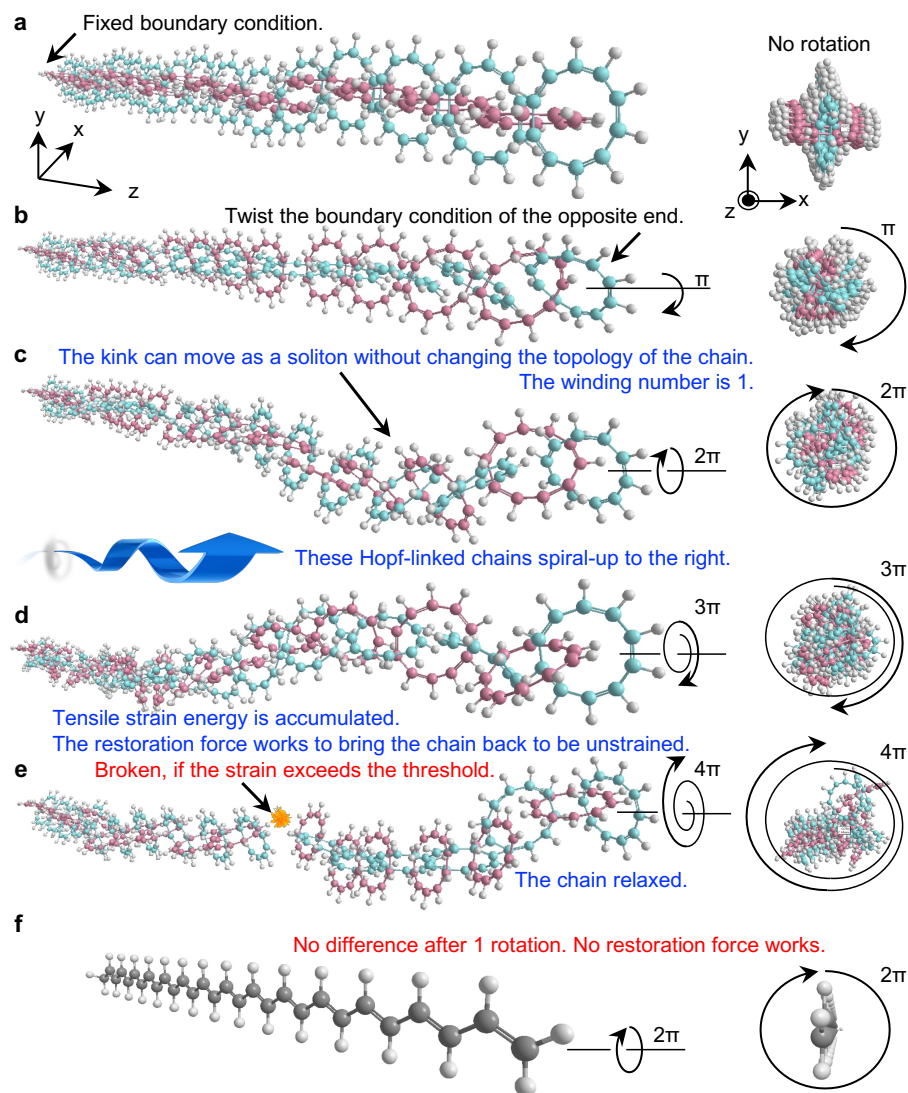 a
Fixed boundary condition.
No rotation
y
x
z
y
z
x
b
Twist the boundary condition of the opposite end.
π
π
c
The kink can move as a soliton without changing the topology of the chain.
The winding number is 1.
2π
2π
These Hopf-linked chains spiral-up to the right.
d
3π
3π
Tensile strain energy is accumulated.
The restoration force works to bring the chain back to be unstrained.
e
Broken, if the strain exceeds the threshold.
4π
4π
The chain relaxed.
f
No difference after 1 rotation. No restoration force works.
2π
2π